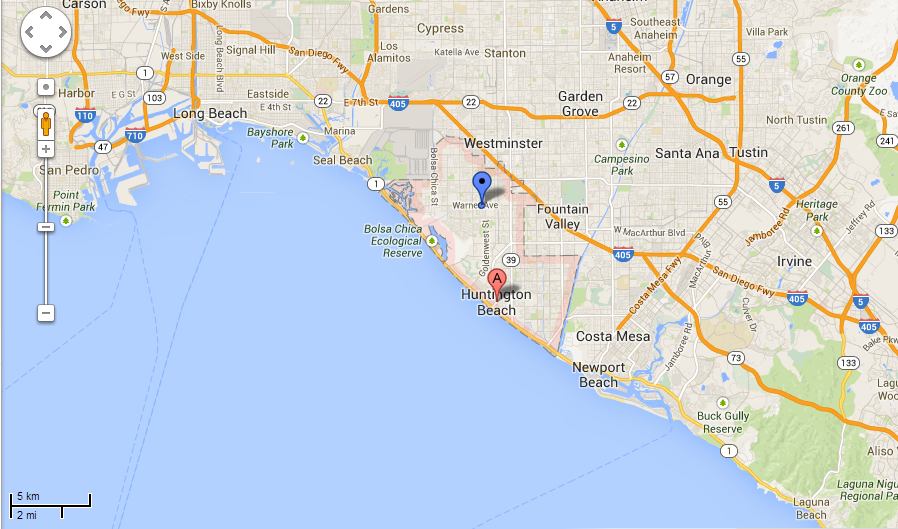 Carson
Bixby Knolls
Gardens
Cypress
Anaheim
Southeast
Anaheim
Villa Park
Long Beach Blvd
Signal Hill
West Side
San Diego Fwy
Los
Alamitos
Katella Ave
Stanton
Anaheim
Resort
5
55
57
Orange
Orange
County Zoo
1
Harbor
E G St
103
Eastside
E 4th St
22
E 7th St
405
22
Garden
Grove
22
110
710
Long Beach
47
Bayshore
Park
Marina
Seal Beach
Westminster
Campesino
Park
Santa Ana
Tustin
North Tustin
261
241
San Pedro
Point
Fermin Park
1
Bolsa Chica St
Warner Ave
Fountain
Valley
5
55
Jamboree Rd
Heritage
Park
Jeffrey Rd
133
Bolsa Chica
Ecological
Reserve
Goldenwest St
39
W MacArthur Blvd
405
MacArthur Blvd
Irvine
A
Huntington
Beach
Costa Mesa Fwy
San Diego Fwy
405
5
405
Culver Dr
Bake Pkw
Costa Mesa
Jamboree Rd
73
133
Newport
Beach
Buck Gully
Reserve
Lagu
Woo
1
Aliso V
Laguna Nigu
Regional Par
Laguna
Beach
5 km
2 mi